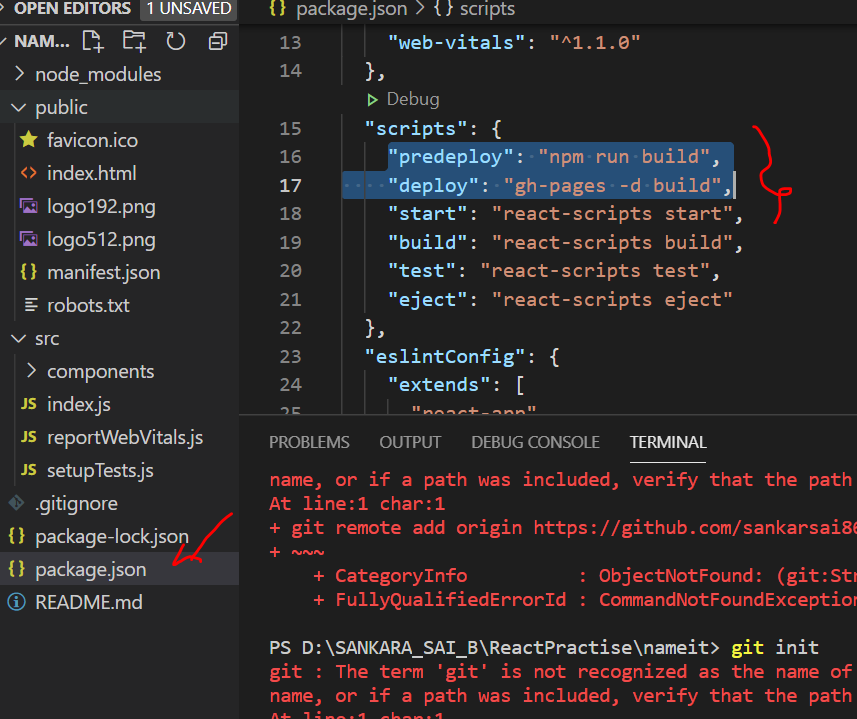 OPEN EDITORS 1 UNSAVED
NAM...
node_modules
public
favicon.ico
index.html
logo192.png
logo512.png
manifest.json
robots.txt
src
components
JS index.js
JS reportWebVitals.js
JS setupTests.js
.gitignore
{} package-lock.json
{} package.json
README.md
{} package.json > {} scripts
13 "web-vitals": "^1.1.0"
14 },
Debug
15 "scripts": {
16 "predeploy": "npm run build",
17 "deploy": "gh-pages -d build",
18 "start": "react-scripts start",
19 "build": "react-scripts build",
20 "test": "react-scripts test",
21 "eject": "react-scripts eject"
22 },
23 "eslintConfig": {
24 "extends": [
25 "react-app"
PROBLEMS OUTPUT DEBUG CONSOLE TERMINAL
name, or if a path was included, verify that the path
At line:1 char:1
+ git remote add origin https://github.com/sankarsai86
+ ~~~
+ CategoryInfo : ObjectNotFound: (git:Str
+ FullyQualifiedErrorId : CommandNotFoundException
PS D:\SANKARA_SAI_B\ReactPractise\nameit> git init
git : The term 'git' is not recognized as the name of
name, or if a path was included, verify that the path
At line:1 char:1